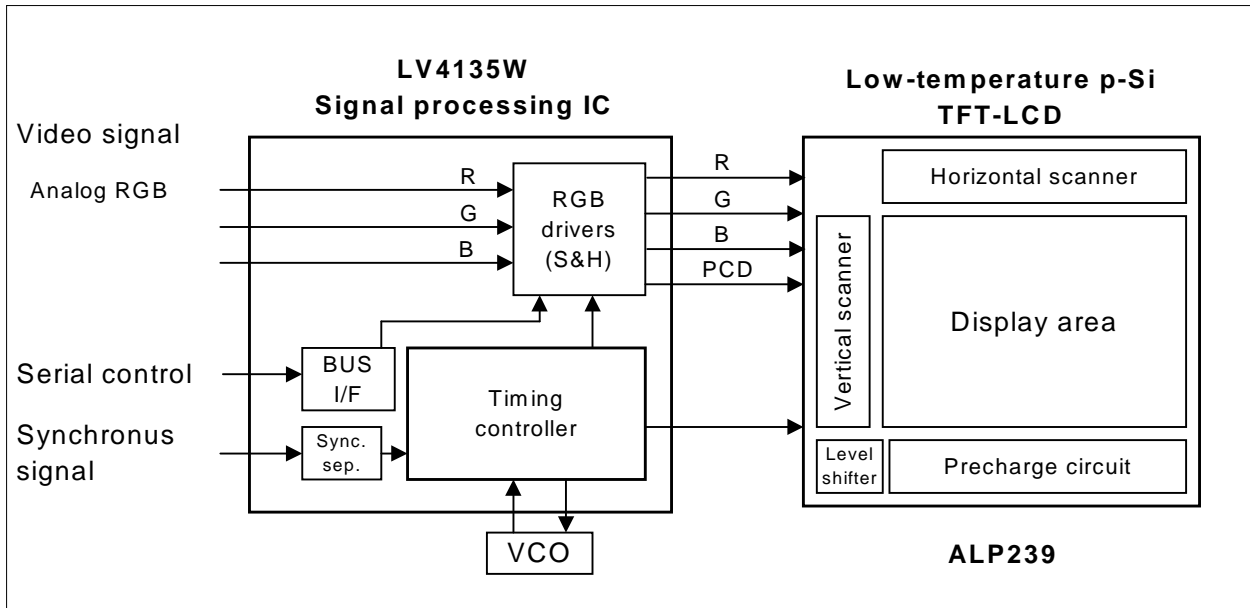 LV4135W
Signal processing IC
Low-temperature p-Si
TFT-LCD
Video signal
Analog RGB
R
G
B
RGB
drivers
(S&H)
R
G
B
PCD
Horizontal scanner
Vertical scanner
Display area
Serial control
BUS
I/F
Timing
controller
Synchronus
signal
Sync.
sep.
Level
shifter
Precharge circuit
VCO
ALP239